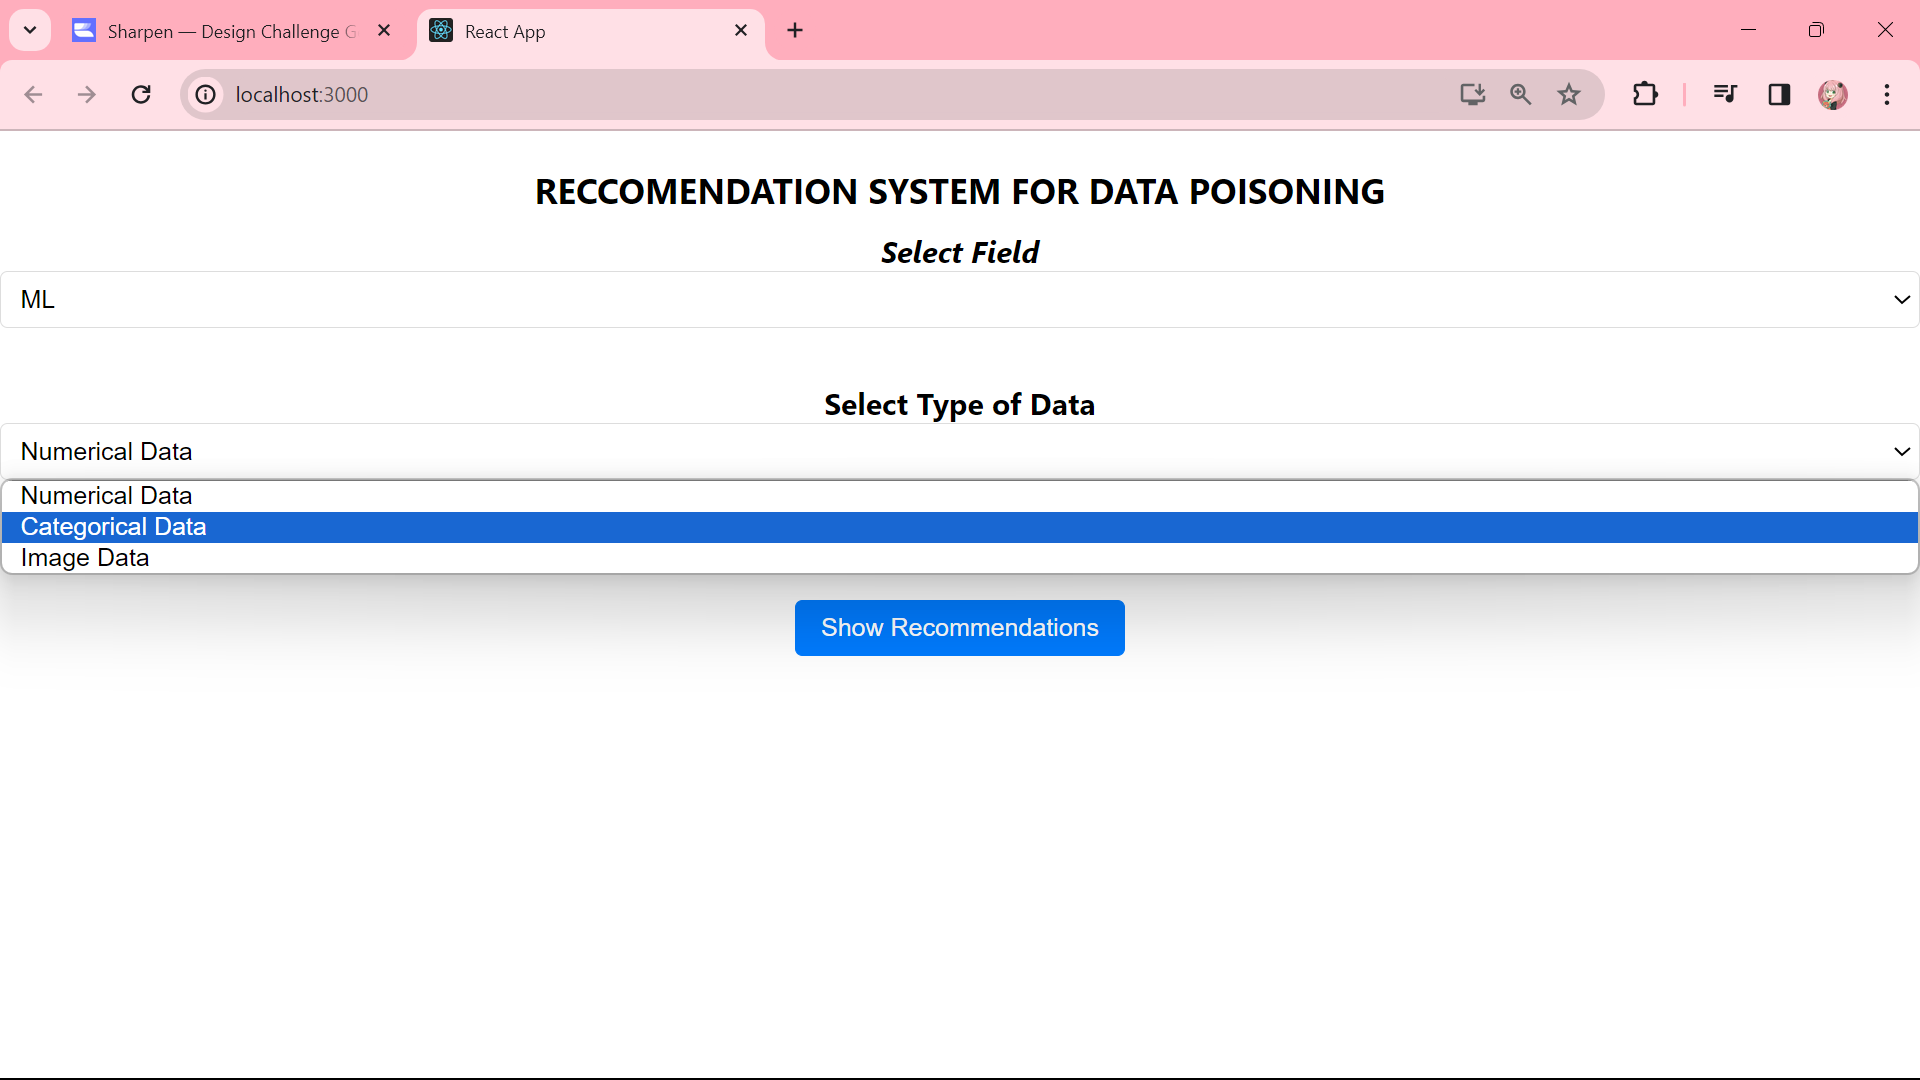 Sharpen — Design Challenge G
React App
localhost:3000
RECCOMENDATION SYSTEM FOR DATA POISONING
Select Field
ML
Select Type of Data
Numerical Data
Numerical Data
Categorical Data
Image Data
Show Recommendations